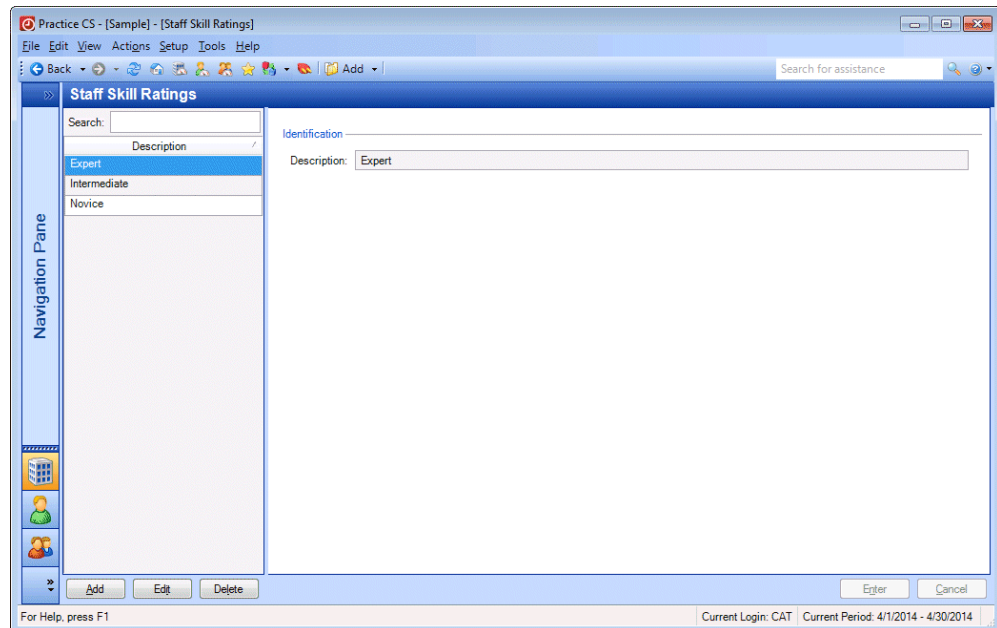 Practice CS - [Sample] - [Staff Skill Ratings]
File Edit View Actions Setup Tools Help
Back Add Search for assistance
Staff Skill Ratings
Search:
Description
Expert
Intermediate
Novice
Identification
Description: Expert
Navigation Pane
Add Edit Delete Enter Cancel
For Help, press F1 Current Login: CAT Current Period: 4/1/2014 - 4/30/2014